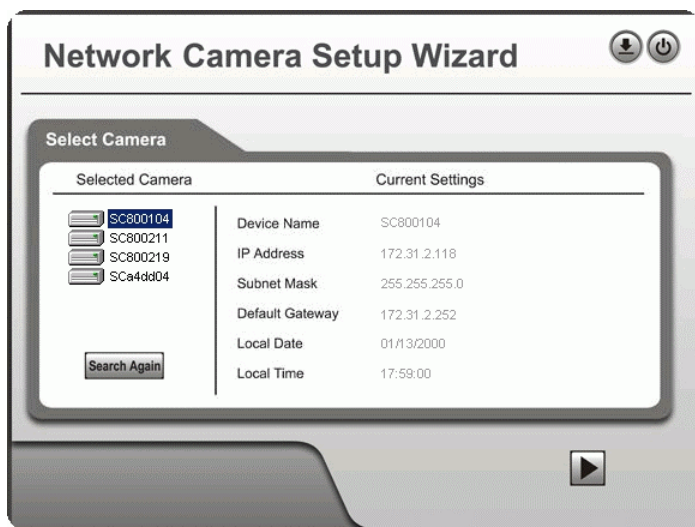 Network Camera Setup Wizard
Select Camera
Selected Camera
Current Settings
SC800104
SC800211
SC800219
SCa4dd04
Search Again
Device Name SC800104
IP Address 172.31.2.118
Subnet Mask 255.255.255.0
Default Gateway 172.31.2.252
Local Date 01/13/2000
Local Time 17:59:00